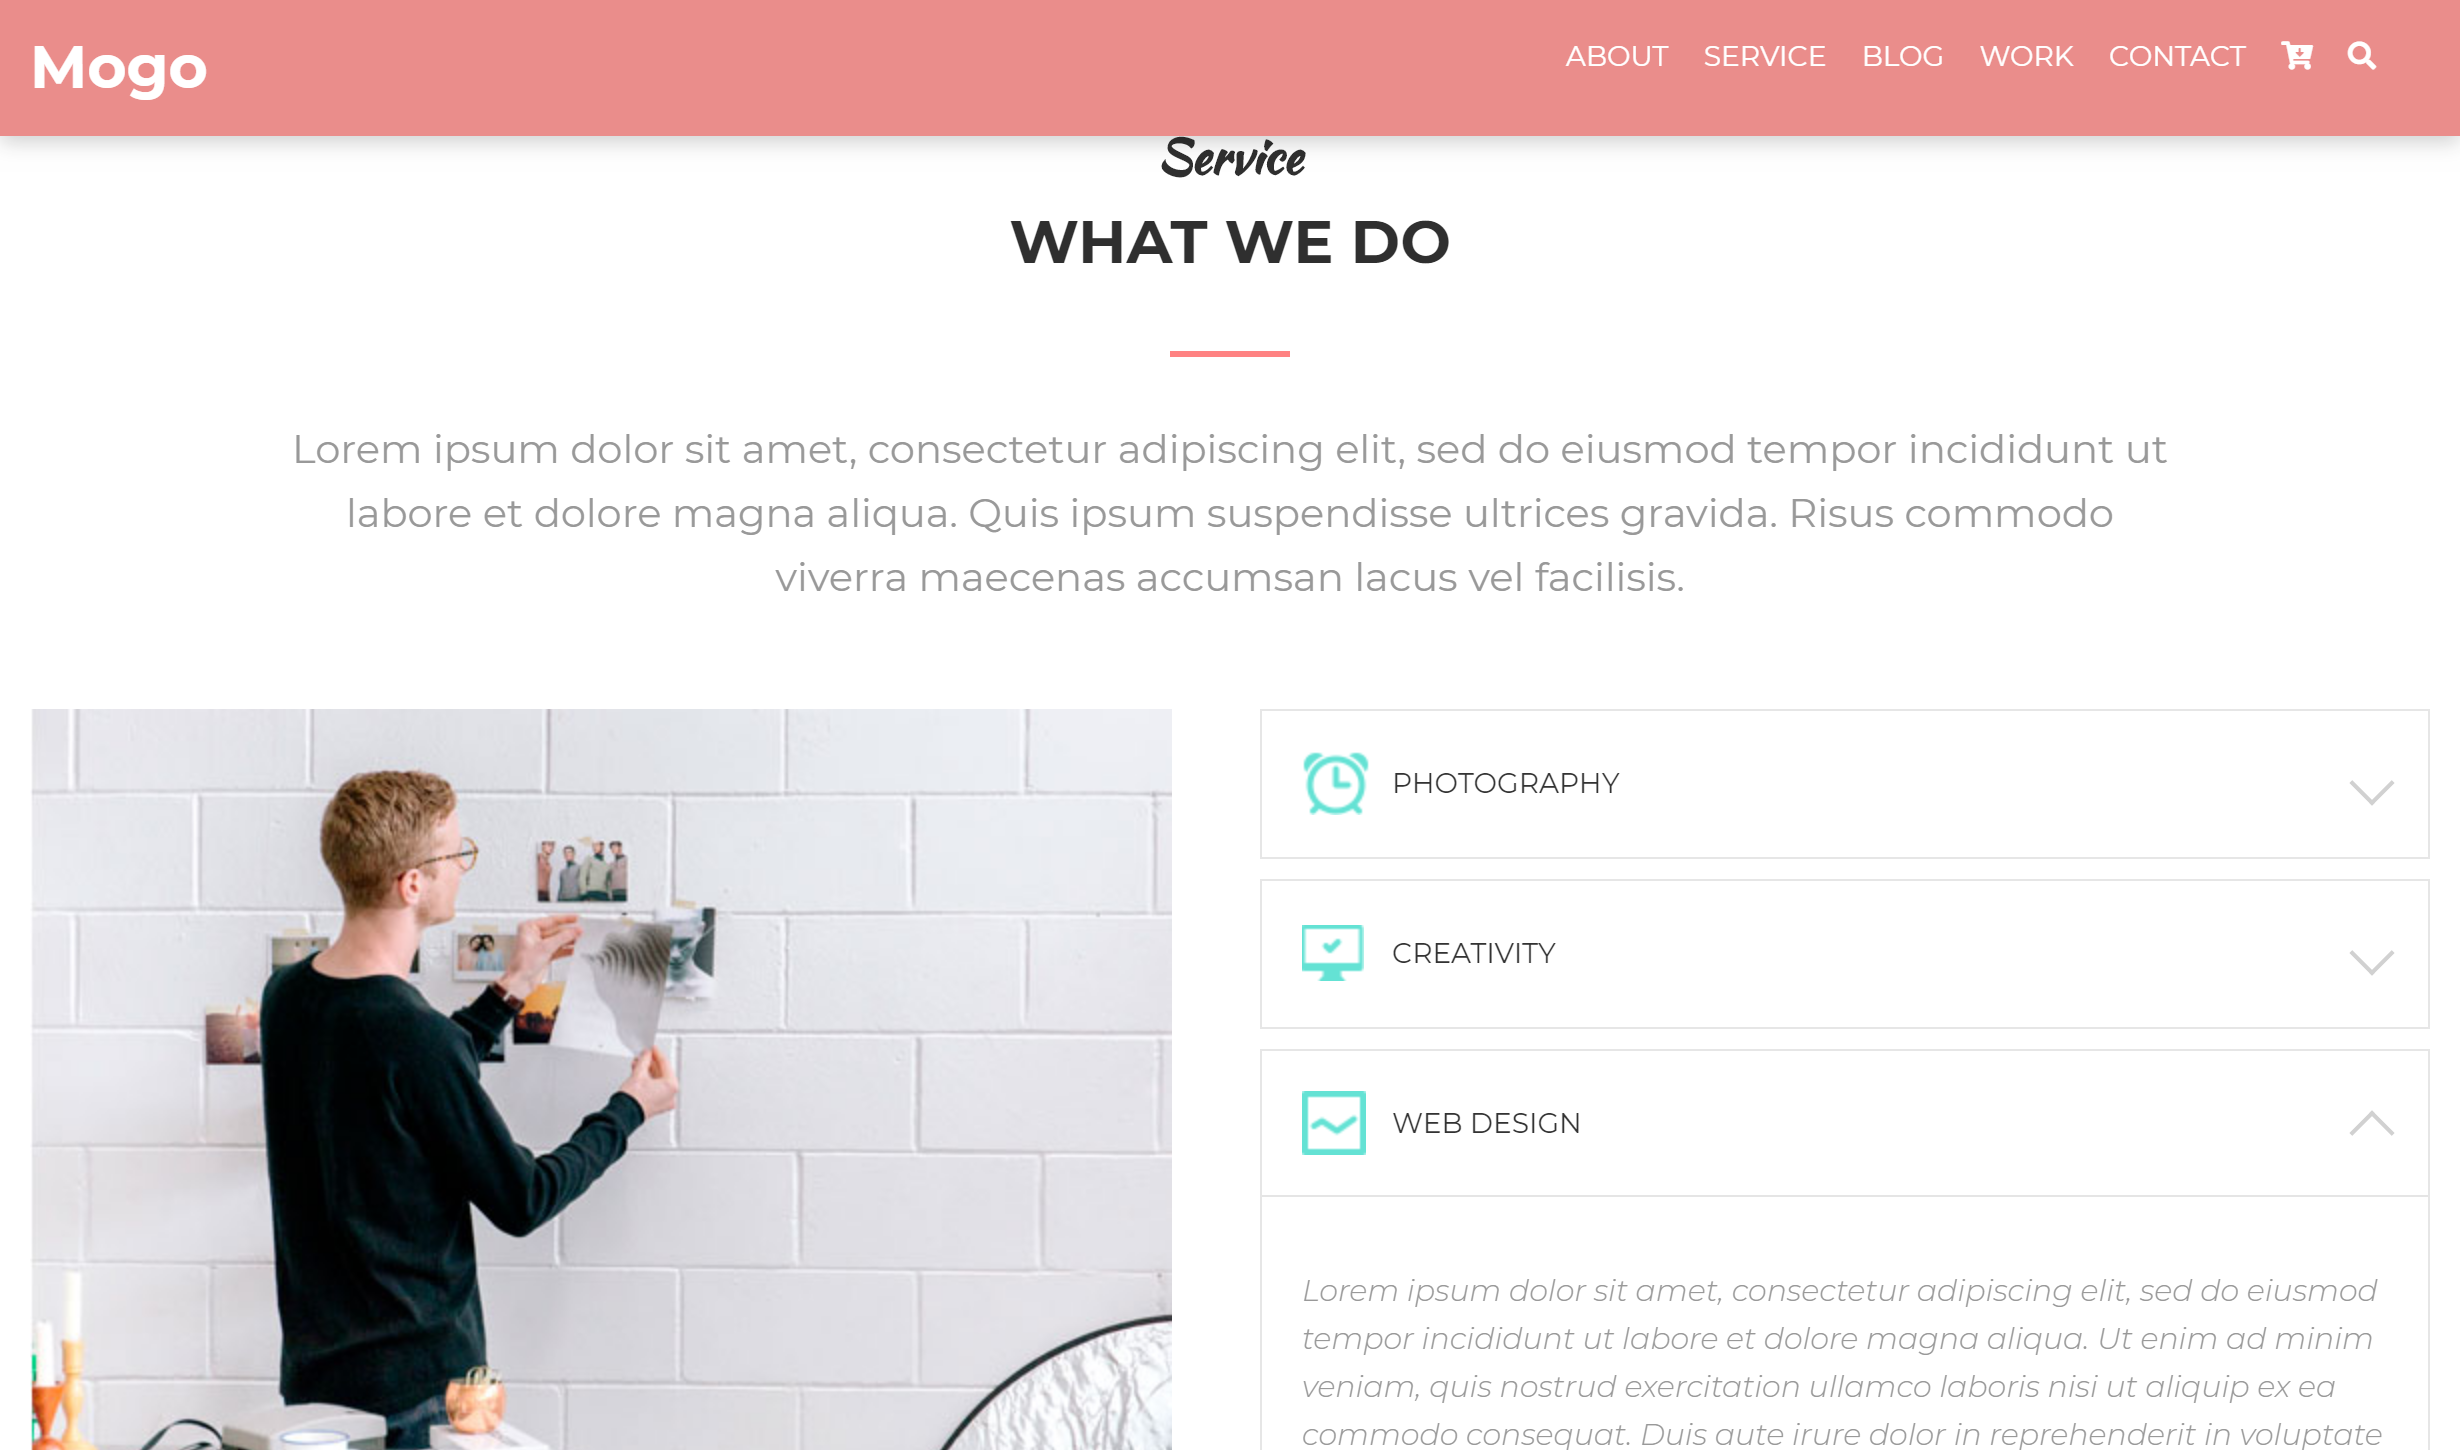 Mogo
ABOUT SERVICE BLOG WORK CONTACT
Service
WHAT WE DO
Lorem ipsum dolor sit amet, consectetur adipiscing elit, sed do eiusmod tempor incididunt ut
labore et dolore magna aliqua. Quis ipsum suspendisse ultrices gravida. Risus commodo
viverra maecenas accumsan lacus vel facilisis.
PHOTOGRAPHY
CREATIVITY
WEB DESIGN
Lorem ipsum dolor sit amet, consectetur adipiscing elit, sed do eiusmod
tempor incididunt ut labore et dolore magna aliqua. Ut enim ad minim
veniam, quis nostrud exercitation ullamco laboris nisi ut aliquip ex ea
commodo consequat. Duis aute irure dolor in reprehenderit in voluptate